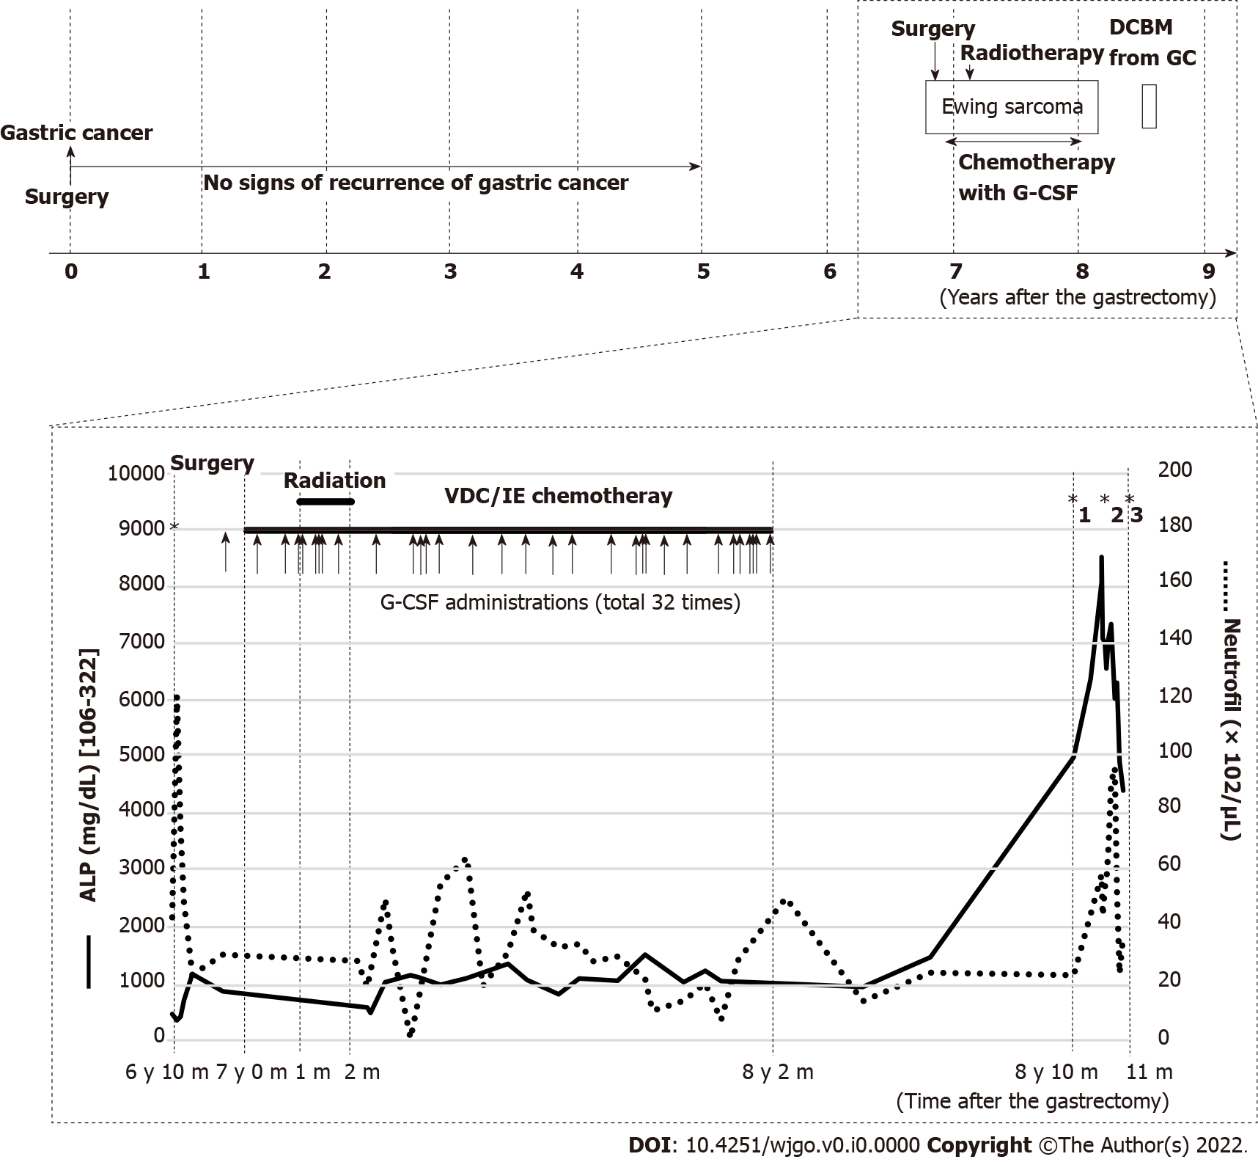 Surgery
DCBM
from GC
Radiotherapy
Ewing sarcoma
Gastric cancer
Surgery
No signs of recurrence of gastric cancer
Chemotherapy
with G-CSF
0 1 2 3 4 5 6 7 8 9
(Years after the gastrectomy)
Surgery
Radiation
VDC/IE chemotheray
G-CSF administrations (total 32 times)
*
* 1 * 2 * 3
ALP (mg/dL) [106-322]
10000
9000
8000
7000
6000
5000
4000
3000
2000
1000
0
200
180
160
140
120
100
80
60
40
20
0
Neutrofil (× 102/µL)
6 y 10 m 7 y 0 m 1 m 2 m 8 y 2 m 8 y 10 m 11 m
(Time after the gastrectomy)
DOI: 10.4251/wjgo.v0.i0.0000 Copyright ©The Author(s) 2022.